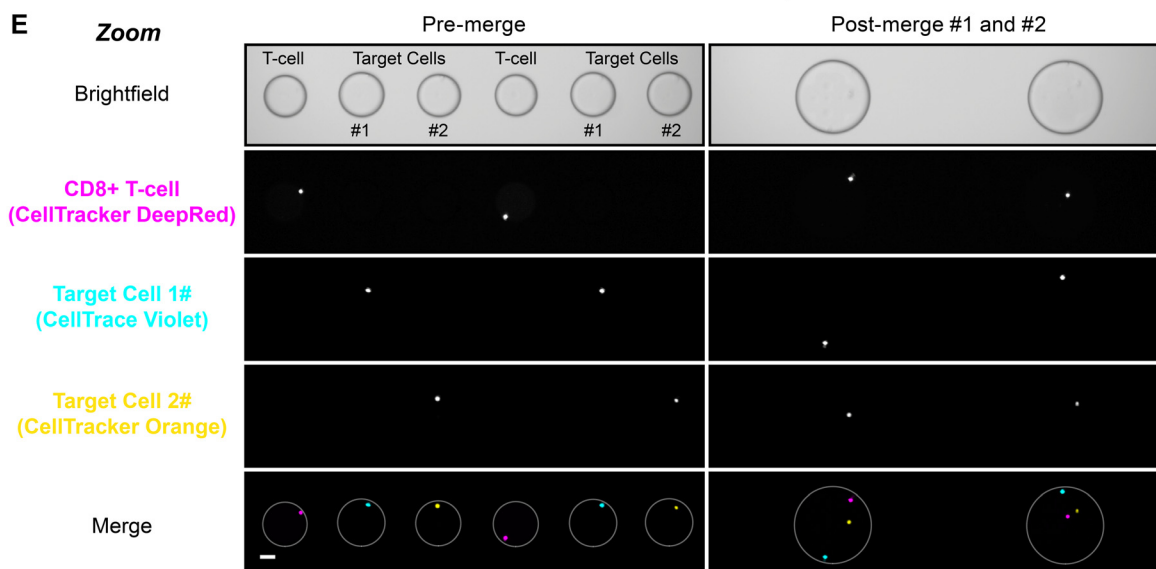 E
Zoom
Pre-merge
Post-merge #1 and #2
T-cell
Target Cells
T-cell
Target Cells
Brightfield
#1
#2
#1
#2
CD8+ T-cell
(CellTracker DeepRed)
Target Cell 1#
(CellTrace Violet)
Target Cell 2#
(CellTracker Orange)
Merge